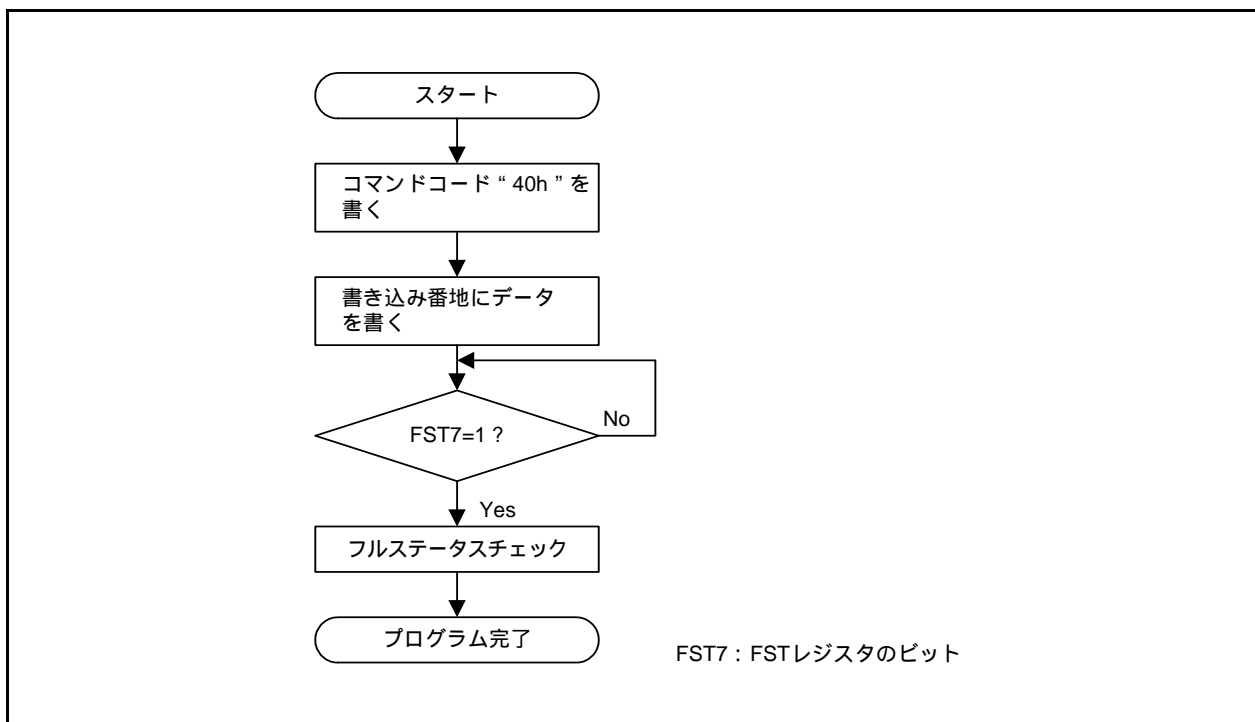 スタート
コマンドコード“ 40h ”を
書く
書き込み番地にデータ
を書く
FST7=1 ?
No
Yes
フルステータスチェック
プログラム完了
FST7 : FSTレジスタのビット